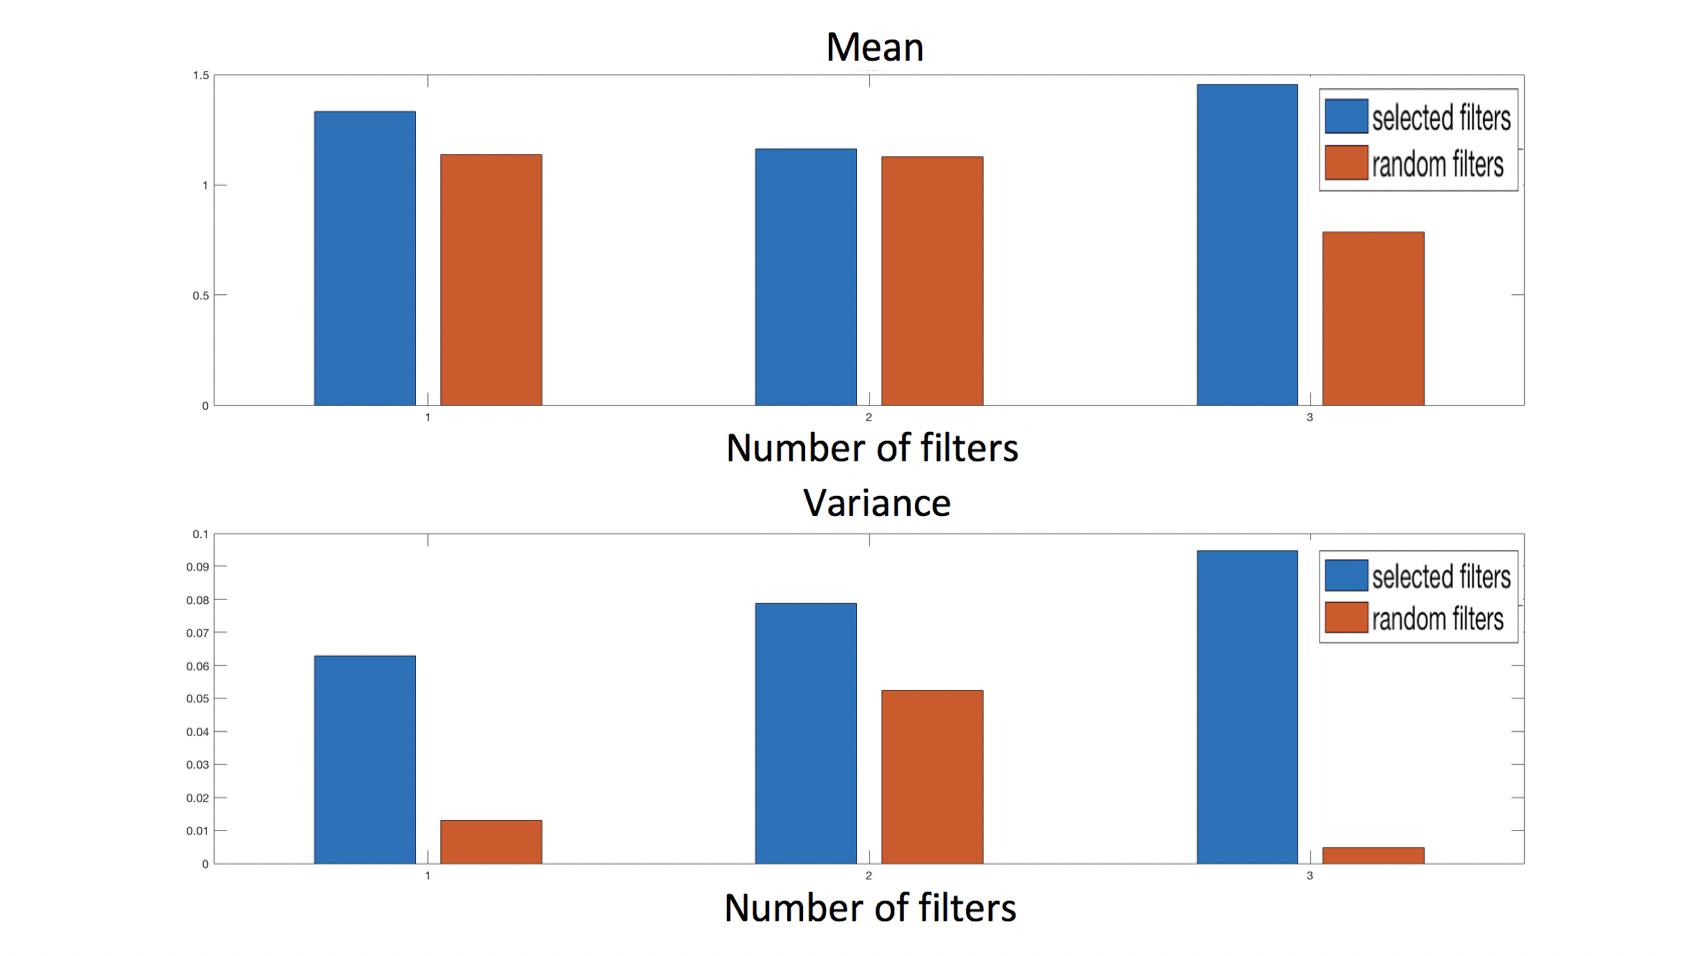 Mean
1.5
selected filters
random filters
1
0.5
0
1 2 3
Number of filters
Variance
0.1
selected filters
random filters
0.09
0.08
0.07
0.06
0.05
0.04
0.03
0.02
0.01
0
1 2 3
Number of filters